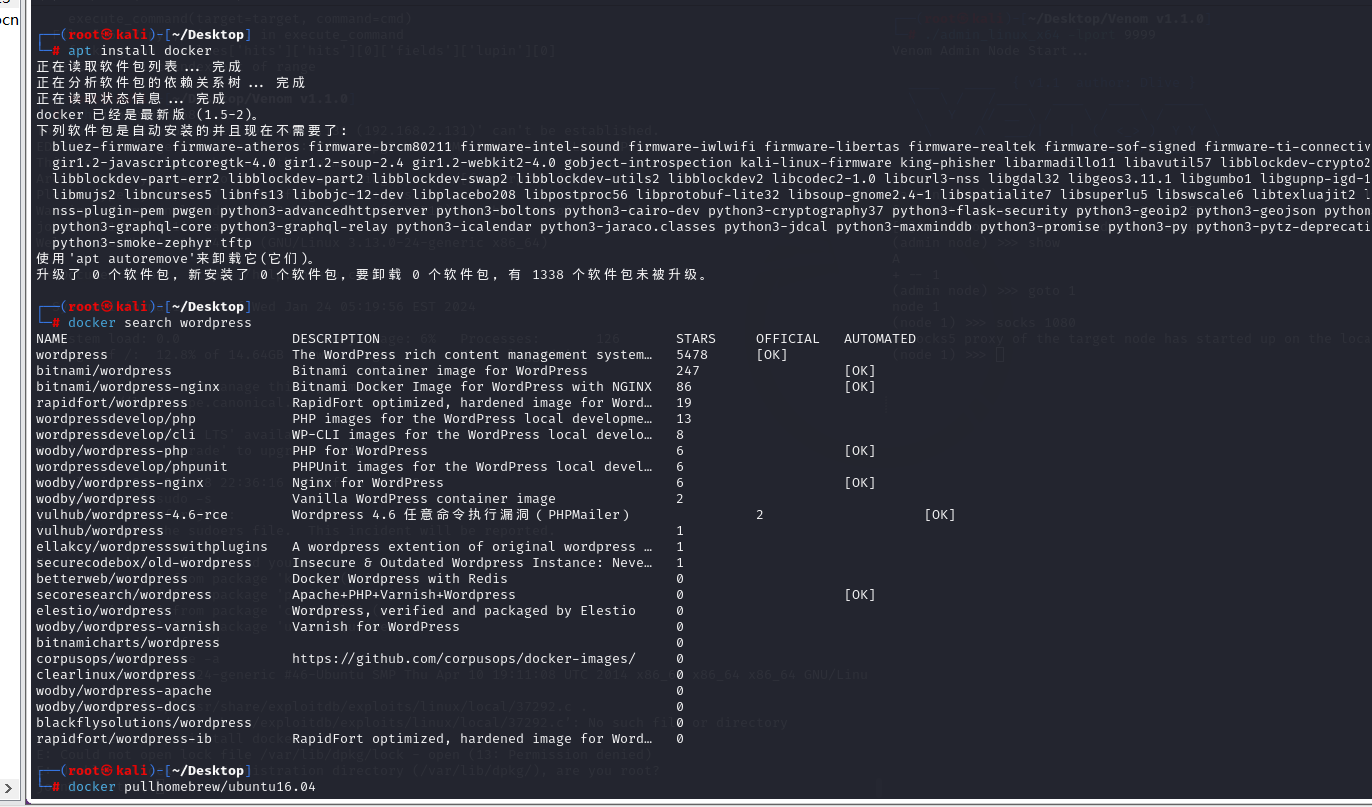 ocn
┌──(root㉿kali)-[~/Desktop]
└─# apt install docker
正在读取软件包列表... 完成
正在分析软件包的依赖关系树... 完成
正在读取状态信息... 完成
docker 已经是最新版 (1.5-2)。
下列软件包是自动安装的并且现在不需要了:
bluez-firmware firmware-atheros firmware-brcm80211 firmware-intel-sound firmware-iwlwifi firmware-libertas firmware-realtek firmware-sof-signed firmware-ti-connectiv
gir1.2-javascriptcoregtk-4.0 gir1.2-soup-2.4 gir1.2-webkit2-4.0 gobject-introspection kali-linux-firmware king-phisher libarmadillo11 libavutil57 libblockdev-crypto2
libblockdev-part-err2 libblockdev-part2 libblockdev-swap2 libblockdev-utils2 libblockdev2 libcodec2-1.0 libcurl3-nss libgdal32 libgeos3.11.1 libgumbo1 libgupnp-igd-1
libmujs2 libncurses5 libnfs13 libobjc-12-dev libplacebo208 libpostproc56 libprotobuf-lite32 libsoup-gnome2.4-1 libspatialite7 libsuperlu5 libswscale6 libtexluajit2 l
nss-plugin-pem pwgen python3-advancedhttpserver python3-boltons python3-cairo-dev python3-cryptography37 python3-flask-security python3-geoip2 python3-geojson python
python3-graphql-core python3-graphql-relay python3-icalendar python3-jaraco.classes python3-jdcal python3-maxminddb python3-promise python3-py python3-pytz-deprecati
python3-smoke-zephyr tftp
使用'apt autoremove'来卸载它(它们)。
升级了 0 个软件包,新安装了 0 个软件包,要卸载 0 个软件包,有 1338 个软件包未被升级。
┌──(root㉿kali)-[~/Desktop]
└─# docker search wordpress
NAME DESCRIPTION STARS OFFICIAL AUTOMATED
wordpress The WordPress rich content management system… 5478 [OK]
bitnami/wordpress Bitnami container image for WordPress 247 [OK]
bitnami/wordpress-nginx Bitnami Docker Image for WordPress with NGINX 86 [OK]
rapidfort/wordpress RapidFort optimized, hardened image for Word… 19
wordpressdevelop/php PHP images for the WordPress local developme… 13
wordpressdevelop/cli WP-CLI images for the WordPress local develo… 8
wodby/wordpress-php PHP for WordPress 6 [OK]
wordpressdevelop/phpunit PHPUnit images for the WordPress local devel… 6
wodby/wordpress-nginx Nginx for WordPress 6 [OK]
wodby/wordpress Vanilla WordPress container image 2
vulhub/wordpress-4.6-rce Wordpress 4.6 任意命令执行漏洞(PHPMailer) 2 [OK]
vulhub/wordpress 1
ellakcy/wordpressswithplugins A wordpress extention of original wordpress … 1
securecodebox/old-wordpress Insecure & Outdated Wordpress Instance: Neve… 1
betterweb/wordpress Docker Wordpress with Redis 0
secoresearch/wordpress Apache+PHP+Varnish+Wordpress 0 [OK]
elestio/wordpress Wordpress, verified and packaged by Elestio 0
wodby/wordpress-varnish Varnish for WordPress 0
bitnamicharts/wordpress 0
corpusops/wordpress https://github.com/corpusops/docker-images/ 0
clearlinux/wordpress 0
wodby/wordpress-apache 0
wodby/wordpress-docs 0
blackflysolutions/wordpress 0
rapidfort/wordpress-ib RapidFort optimized, hardened image for Word… 0
┌──(root㉿kali)-[~/Desktop]
└─# docker pullhomebrew/ubuntu16.04